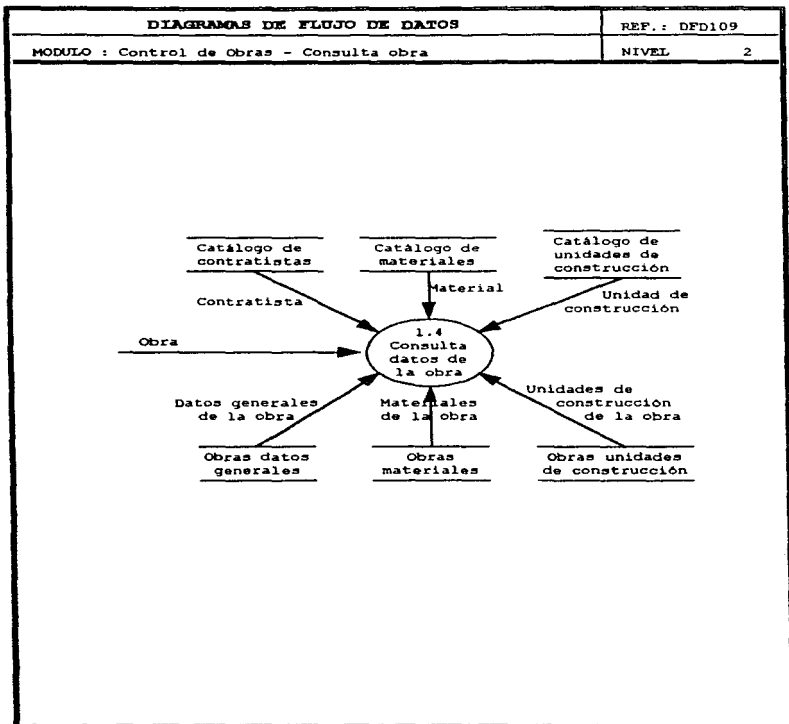 DIAGRAMAS DE FLUJO DE DATOS
REF.: DFD109
MODULO : Control de Obras - Consulta obra
NIVEL 2
Catálogo de
contratistas
Catálogo de
materiales
Catálogo de
unidades de
construcción
Contratista
Material
Unidad de
construcción
Obra
1.4
Consulta
datos de
la obra
Datos generales
de la obra
Materiales
de la obra
Unidades de
construcción
de la obra
Obras datos
generales
Obras
materiales
Obras unidades
de construcción